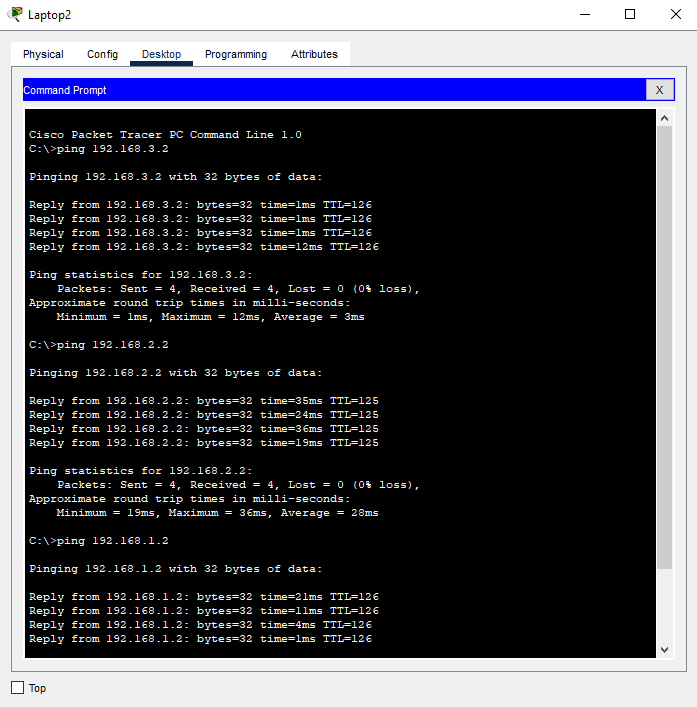 Laptop2
Physical Config Desktop Programming Attributes
Command Prompt X
Cisco Packet Tracer PC Command Line 1.0
C:\>ping 192.168.3.2
Pinging 192.168.3.2 with 32 bytes of data:
Reply from 192.168.3.2: bytes=32 time=1ms TTL=126
Reply from 192.168.3.2: bytes=32 time=1ms TTL=126
Reply from 192.168.3.2: bytes=32 time=1ms TTL=126
Reply from 192.168.3.2: bytes=32 time=12ms TTL=126
Ping statistics for 192.168.3.2:
Packets: Sent = 4, Received = 4, Lost = 0 (0% loss),
Approximate round trip times in milli-seconds:
Minimum = 1ms, Maximum = 12ms, Average = 3ms
C:\>ping 192.168.2.2
Pinging 192.168.2.2 with 32 bytes of data:
Reply from 192.168.2.2: bytes=32 time=35ms TTL=125
Reply from 192.168.2.2: bytes=32 time=24ms TTL=125
Reply from 192.168.2.2: bytes=32 time=36ms TTL=125
Reply from 192.168.2.2: bytes=32 time=19ms TTL=125
Ping statistics for 192.168.2.2:
Packets: Sent = 4, Received = 4, Lost = 0 (0% loss),
Approximate round trip times in milli-seconds:
Minimum = 19ms, Maximum = 36ms, Average = 28ms
C:\>ping 192.168.1.2
Pinging 192.168.1.2 with 32 bytes of data:
Reply from 192.168.1.2: bytes=32 time=21ms TTL=126
Reply from 192.168.1.2: bytes=32 time=11ms TTL=126
Reply from 192.168.1.2: bytes=32 time=4ms TTL=126
Reply from 192.168.1.2: bytes=32 time=1ms TTL=126
Top